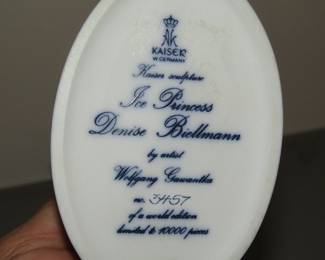 KAISER
W. GERMANY
Kaiser sculpture
Ice Princess
Denise Biellmann
by artist
Wolfgang Gawantka
no. 3457
of a world edition
limited to 10000 pieces